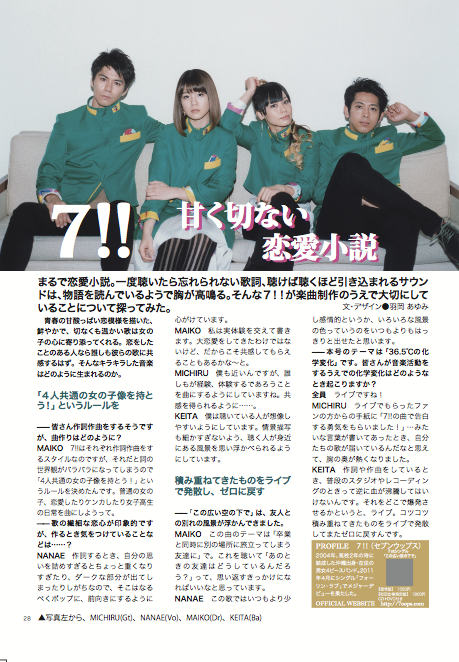 7!!
甘く切ない
恋愛小説
まるで恋愛小説。一度聴いたら忘れられない歌詞、聴けば聴くほど引き込まれるサウン
ドは、物語を読んでいるようで胸が高鳴る。そんな7!!が楽曲制作のうえで大切にして
いることについて探ってみた。
文・デザイン●羽岡 あゆみ
青春の甘酸っぱい恋模様を描いた、
鮮やかで、切なくも温かい歌は女の
子の心に寄り添ってくれる。恋をした
ことのある人なら誰しも彼らの歌に共
感するはず。そんなキラキラした音楽
はどのように生まれるのか。
「4人共通の女の子像を持と
う!」というルールを
── 皆さん作詞作曲をするそうです
が、曲作りはどのように?
MAIKO 7!!はそれぞれ作詞作曲をす
るスタイルなのですが、それだと詞の
世界観がバラバラになってしまうので
「4人共通の女の子像を持とう!」とい
うルールを決めたんです。普通の女の
子、恋愛したりケンカしたり女子高生
の日常を曲にしようって。
── 歌の繊細な恋心が印象的です
が、作るとき気をつけていることな
どは……?
NANAE 作詞するとき、自分の思い
を詰めすぎるとちょっと重くなり
すぎたり、ダークな部分が出てし
まったりしがちなので、そこはなる
べくポップに、前向きにするように
心がけています。
MAIKO 私は実体験を交えて書き
ます。大恋愛をしてきたわけではな
いけど、だからこそ共感してもらえ
ることもあるかな〜と。
MICHIRU 僕も近いんですが、誰
しもが経験、体験するであろうこと
を曲にするようにしていますね。共
感を得られるように……。
KEITA 僕は聴いている人が想像し
やすいようにしています。情景描写
も細かすぎないよう、聴く人が身近
にある風景を思い浮かべられるよう
にしています。
積み重ねてきたものをライブ
で発散し、ゼロに戻す
── 「この広い空の下で」は、友人と
の別れの風景が浮かんできました。
MAIKO この曲のテーマは「卒業
と同時に別の場所に旅立ってしまう
友達に」で。これを聴いて「あのと
きの友達はどうしているんだろ
う?」って、思い返すきっかけにな
ればいいなと思っています。
NANAE この歌ではいつもより少
し感情的というか、いろいろな風景
の色っていうのをいつもよりもはっ
きりと出せたと思います。
── 本号のテーマは「36.5℃の化
学変化」です。皆さんが音楽活動を
するうえでの化学変化はどのような
とき起こりますか?
全員 ライブですね!
MICHIRU ライブでもらったファ
ンの方からの手紙に「7!!の曲で告白
する勇気をもらいました!」…みた
いな言葉が書いてあったとき、自分
たちの歌が届いているんだなと思え
て、胸の奥が熱くなりました。
KEITA 作詞や作曲をしていると
き、普段のスタジオやレコーディン
グのときって逆に血が沸騰してはい
けないんです。それをどこで爆発さ
せるかというと、ライブ。コツコツ
積み重ねてきたものをライブで発散
してまたゼロに戻すんです。
PROFILE 7!!(セブンウップス)
2004年、高校2年の時に
結成した沖縄出身・在住の
男女4ピースバンド。2011
年4月にシングル「フォー
リン・ラブ」でメジャーデ
ビューを果たした。
OFFICIAL WEBSITE http://7oops.com
28
▲写真左から、MICHIRU(Gt)、NANAE(Vo)、MAIKO(Dr)、KEITA(Ba)